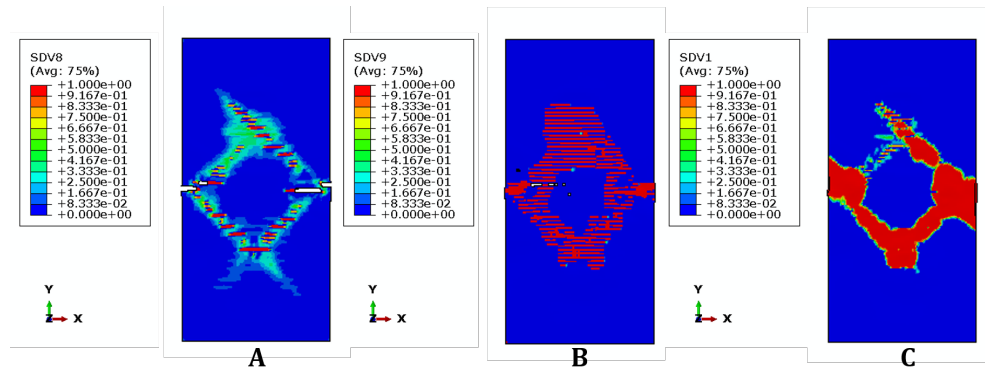 SDV8
(Avg: 75%)
+1.000e+00
+9.167e-01
+8.333e-01
+7.500e-01
+6.667e-01
+5.833e-01
+5.000e-01
+4.167e-01
+3.333e-01
+2.500e-01
+1.667e-01
+8.333e-02
+0.000e+00
Y
Z X
A
SDV9
(Avg: 75%)
+1.000e+00
+9.167e-01
+8.333e-01
+7.500e-01
+6.667e-01
+5.833e-01
+5.000e-01
+4.167e-01
+3.333e-01
+2.500e-01
+1.667e-01
+8.333e-02
+0.000e+00
Y
Z X
B
SDV1
(Avg: 75%)
+1.000e+00
+9.167e-01
+8.333e-01
+7.500e-01
+6.667e-01
+5.833e-01
+5.000e-01
+4.167e-01
+3.333e-01
+2.500e-01
+1.667e-01
+8.333e-02
+0.000e+00
Y
Z X
C